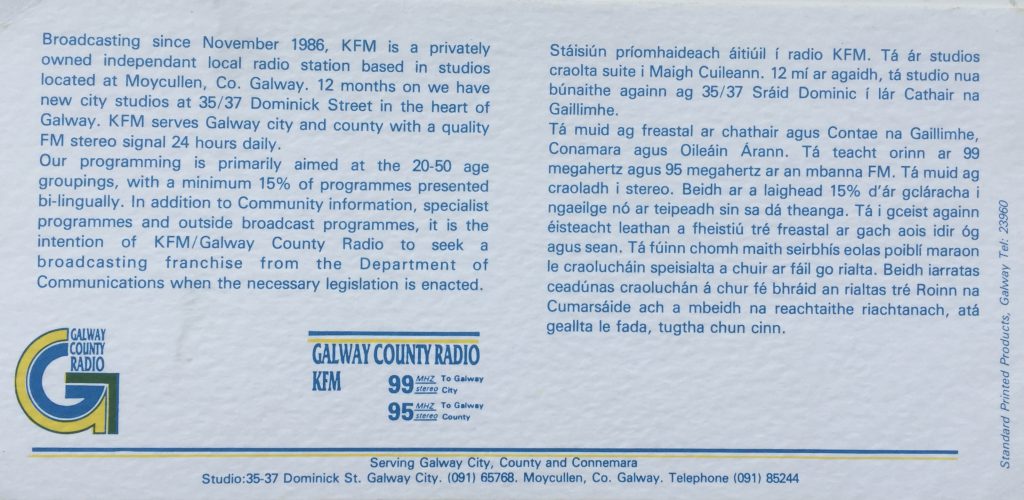 Broadcasting since November 1986, KFM is a privately
owned independant local radio station based in studios
located at Moycullen, Co. Galway. 12 months on we have
new city studios at 35/37 Dominick Street in the heart of
Galway. KFM serves Galway city and county with a quality
FM stereo signal 24 hours daily.
Our programming is primarily aimed at the 20-50 age
groupings, with a minimum 15% of programmes presented
bi-lingually. In addition to Community information, specialist
programmes and outside broadcast programmes, it is the
intention of KFM/Galway County Radio to seek a
broadcasting franchise from the Department of
Communications when the necessary legislation is enacted.
Stáisiún príomhaideach áitiúil í radio KFM. Tá ár studios
craolta suite i Maigh Cuileann. 12 mí ar agaidh, tá studio nua
búnaithe againn ag 35/37 Sráid Dominic í lár Cathair na
Gaillimhe.
Tá muid ag freastal ar chathair agus Contae na Gaillimhe,
Conamara agus Oileáin Árann. Tá teacht orinn ar 99
megahertz agus 95 megahertz ar an mbanna FM. Tá muid ag
craoladh i stereo. Beidh ar a laighead 15% d'ár gcláracha i
ngaeilge nó ar teipeadh sin sa dá theanga. Tá i gceist againn
éisteacht leathan a fheistiú tré freastal ar gach aois idir óg
agus sean. Tá fúinn chomh maith seirbhís eolas poiblí maraon
le craolucháin speisialta a chuir ar fáil go rialta. Beidh iarratas
ceadúnas craoluchán á chur fé bhráid an rialtas tré Roinn na
Cumarsáide ach a mbeidh na reachtaithe riachtanach, atá
geallta le fada, tugtha chun cinn.
Standard Printed Products, Galway Tel: 23960
GALWAY
COUNTY
RADIO
GALWAY COUNTY RADIO
KFM
99 MHZ stereo To Galway City
95 MHZ stereo To Galway County
Serving Galway City, County and Connemara
Studio:35-37 Dominick St. Galway City. (091) 65768. Moycullen, Co. Galway. Telephone (091) 85244